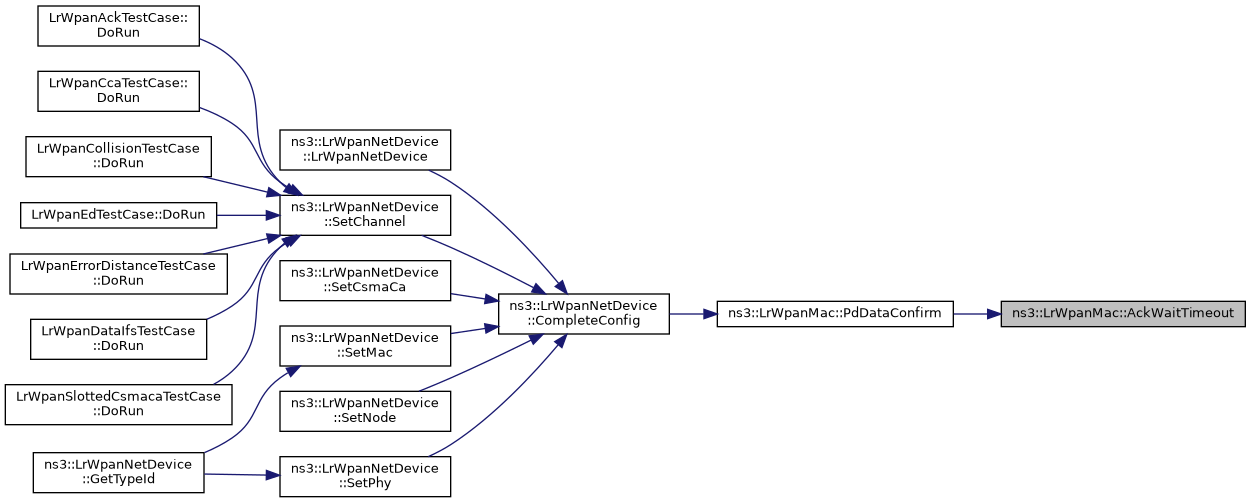 LrWpanAckTestCase::
DoRun
LrWpanCcaTestCase::
DoRun
LrWpanCollisionTestCase
::DoRun
LrWpanEdTestCase::DoRun
LrWpanErrorDistanceTestCase
::DoRun
LrWpanDataIfsTestCase
::DoRun
LrWpanSlottedCsmacaTestCase
::DoRun
ns3::LrWpanNetDevice
::GetTypeId
ns3::LrWpanNetDevice
::LrWpanNetDevice
ns3::LrWpanNetDevice
::SetChannel
ns3::LrWpanNetDevice
::SetCsmaCa
ns3::LrWpanNetDevice
::SetMac
ns3::LrWpanNetDevice
::SetNode
ns3::LrWpanNetDevice
::SetPhy
ns3::LrWpanNetDevice
::CompleteConfig
ns3::LrWpanMac::PdDataConfirm
ns3::LrWpanMac::AckWaitTimeout